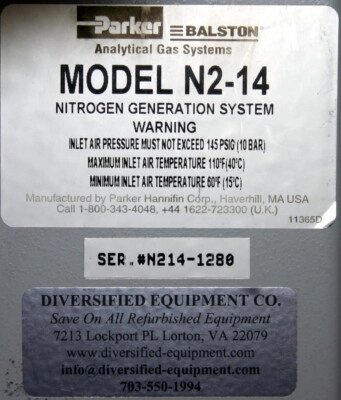 Parker BALSTON
Analytical Gas Systems
MODEL N2-14
NITROGEN GENERATION SYSTEM
WARNING
INLET AIR PRESSURE MUST NOT EXCEED 145 PSIG (10 BAR)
MAXIMUM INLET AIR TEMPERATURE 110°F (40°C)
MINIMUM INLET AIR TEMPERATURE 60°F (15°C)
Manufactured by Parker Hannifin Corp., Haverhill, MA USA
Call 1-800-343-4048, +44 1622-723300 (U.K.)
11365D
SER.#N214-1280
DIVERSIFIED EQUIPMENT CO.
Save On All Refurbished Equipment
7213 Lockport PL Lorton, VA 22079
www.diversified-equipment.com
info@diversified-equipment.com
703-550-1994